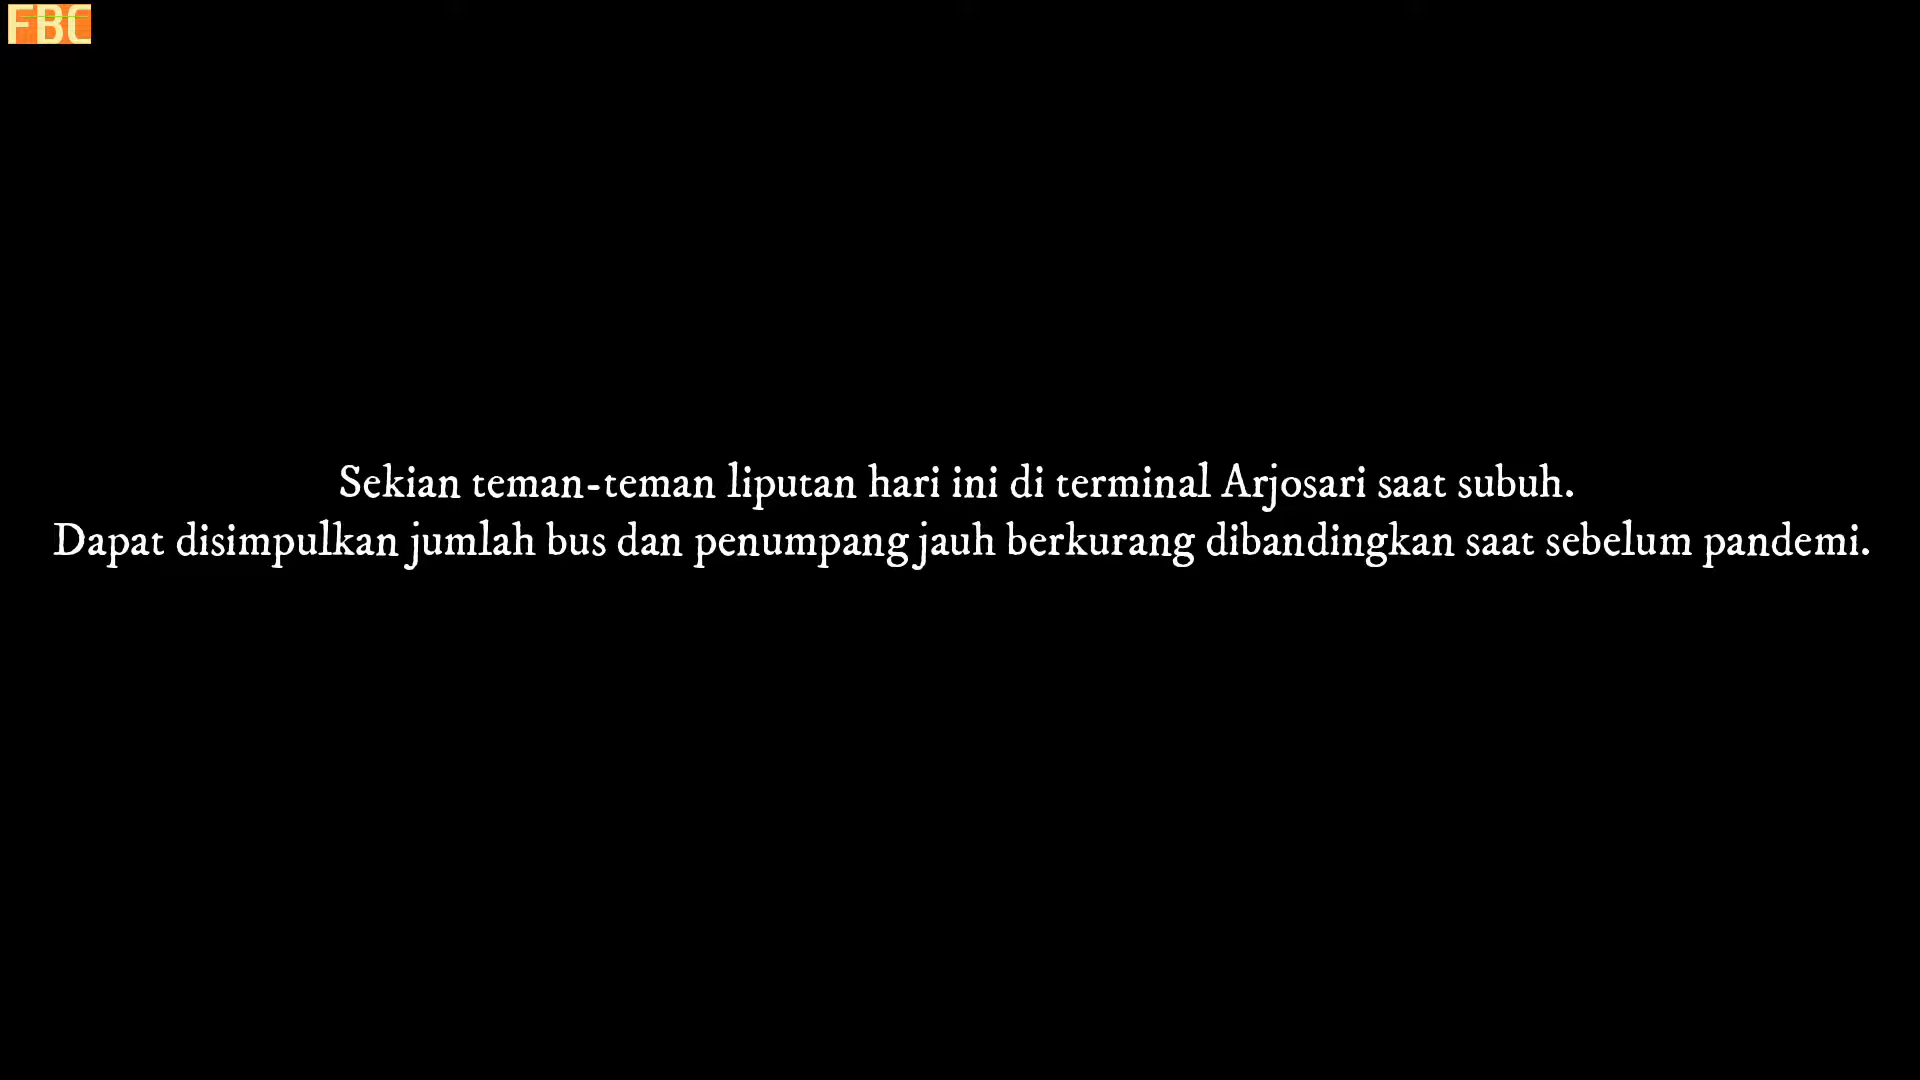 FBC
Sekian teman-teman liputan hari ini di terminal Arjosari saat subuh.
Dapat disimpulkan jumlah bus dan penumpang jauh berkurang dibandingkan saat sebelum pandemi.